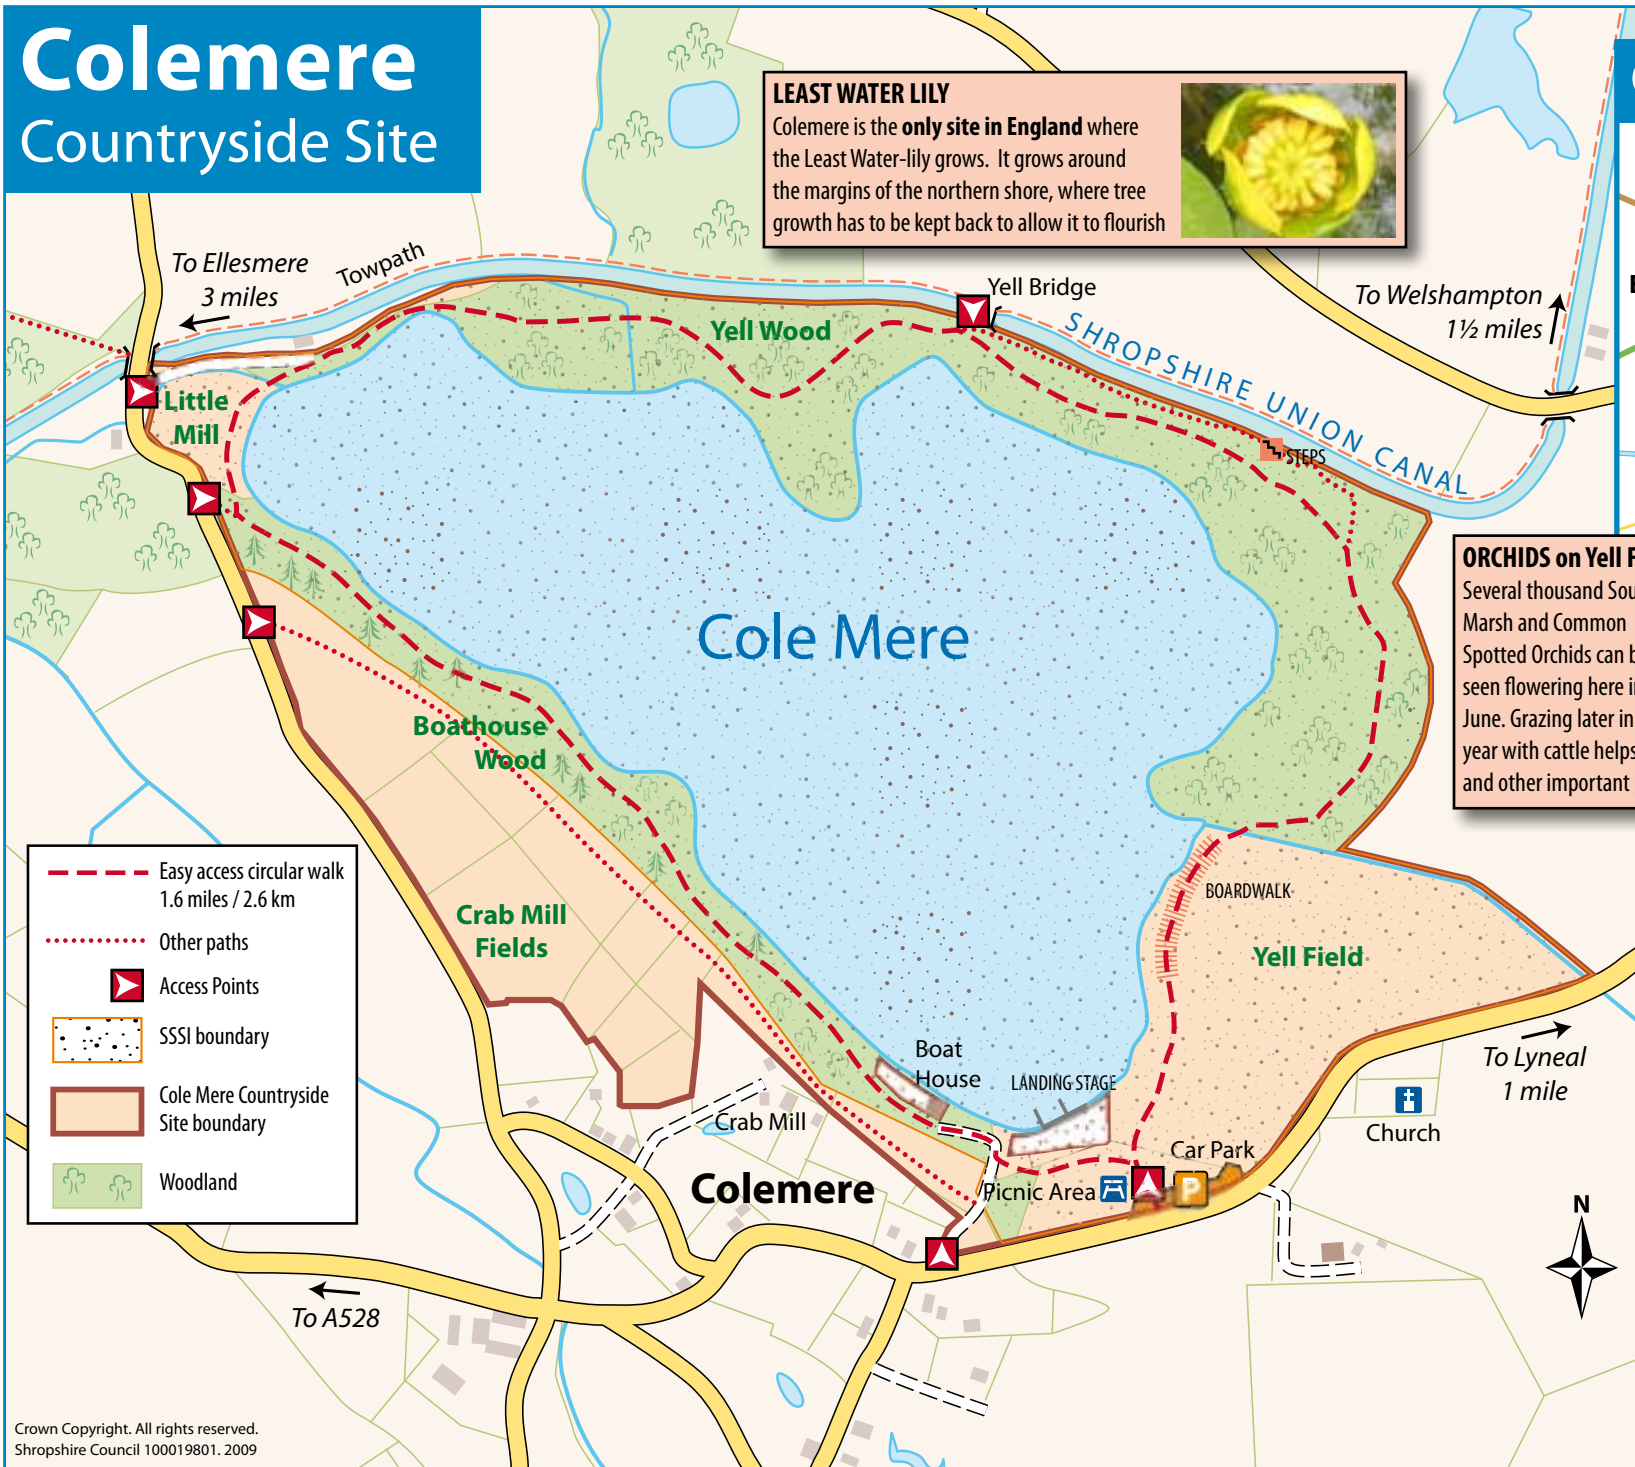 Colemere
Countryside Site
LEAST WATER LILY
Colemere is the only site in England where
the Least Water-lily grows. It grows around
the margins of the northern shore, where tree
growth has to be kept back to allow it to flourish
To Ellesmere
3 miles
Towpath
Yell Bridge
To Welshampton
1½ miles
Yell Wood
SHROPSHIRE UNION CANAL
STEPS
Little
Mill
ORCHIDS on Yell
Several thousand
Marsh and Common
Spotted Orchids can
seen flowering here
June. Grazing later in
year with cattle helps
and other important
Cole Mere
Boathouse
Wood
Crab Mill
Fields
BOARDWALK
Yell Field
Boat
House
LANDING STAGE
To Lyneal
1 mile
Church
Crab Mill
Colemere
Car Park
Picnic Area
P
To A528
N
Easy access circular walk
1.6 miles / 2.6 km
Other paths
Access Points
SSSI boundary
Cole Mere Countryside
Site boundary
Woodland
Crown Copyright. All rights reserved.
Shropshire Council 100019801. 2009